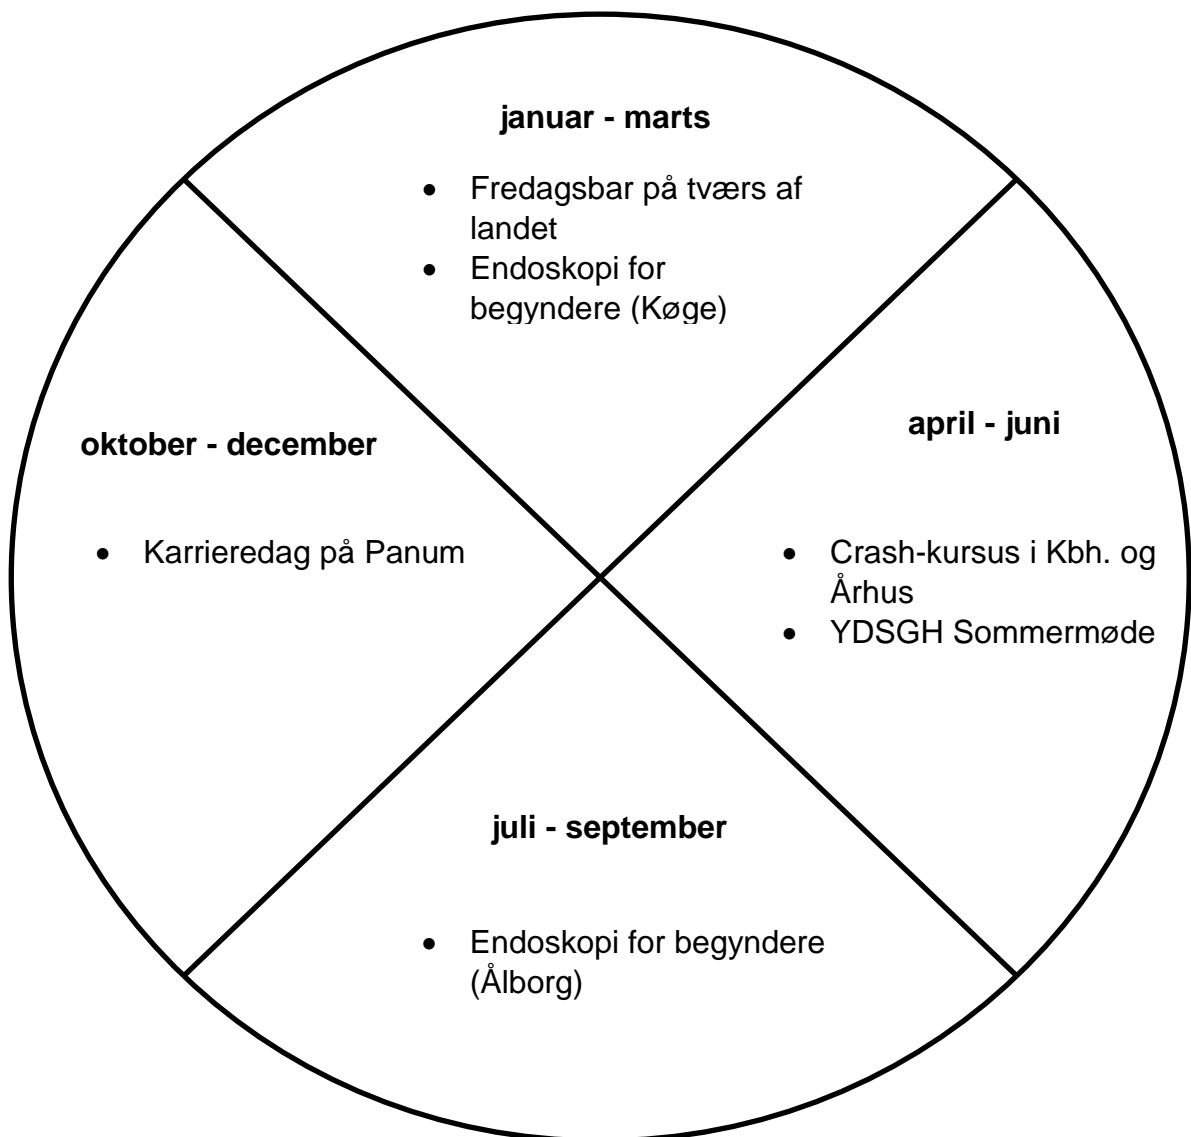 januar - marts
• Fredagsbar på tværs af
landet
• Endoskopi for
begyndere (Køge)
april - juni
• Crash-kursus i Kbh. og
Århus
• YDSGH Sommermøde
juli - september
• Endoskopi for begyndere
(Ålborg)
oktober - december
• Karrieredag på Panum